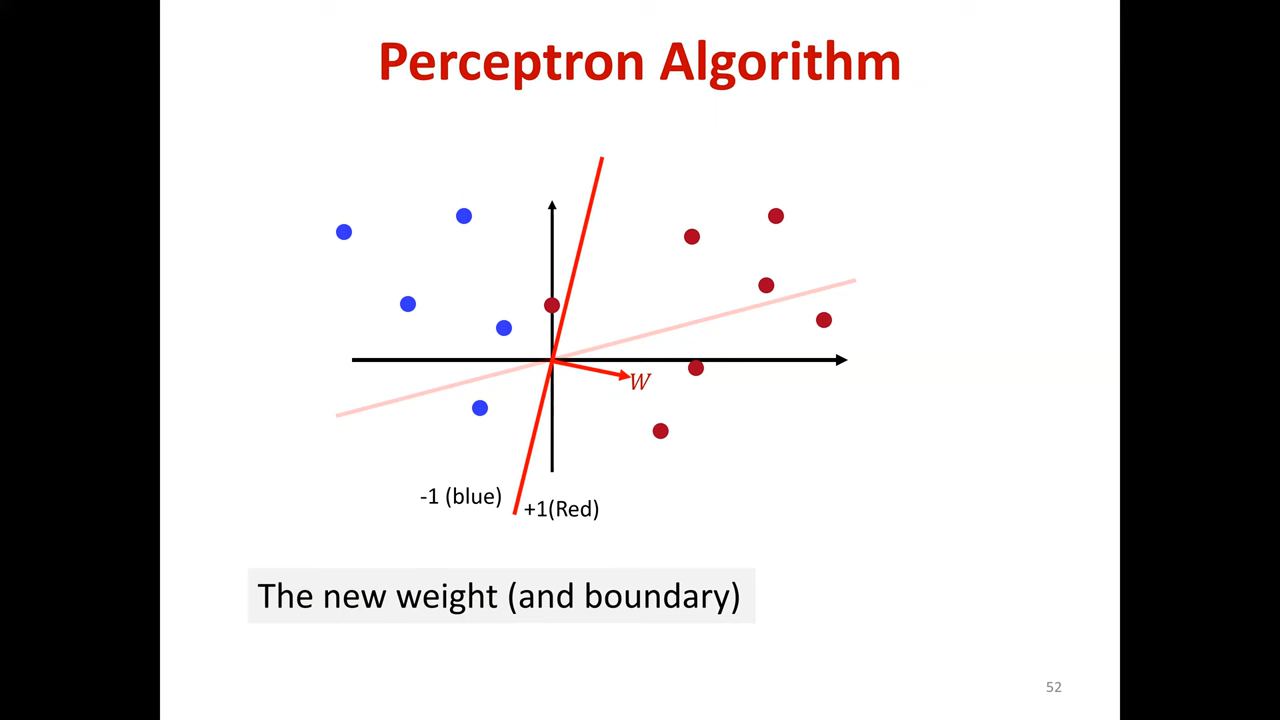 Perceptron Algorithm
W
-1 (blue)
+1(Red)
The new weight (and boundary)
52